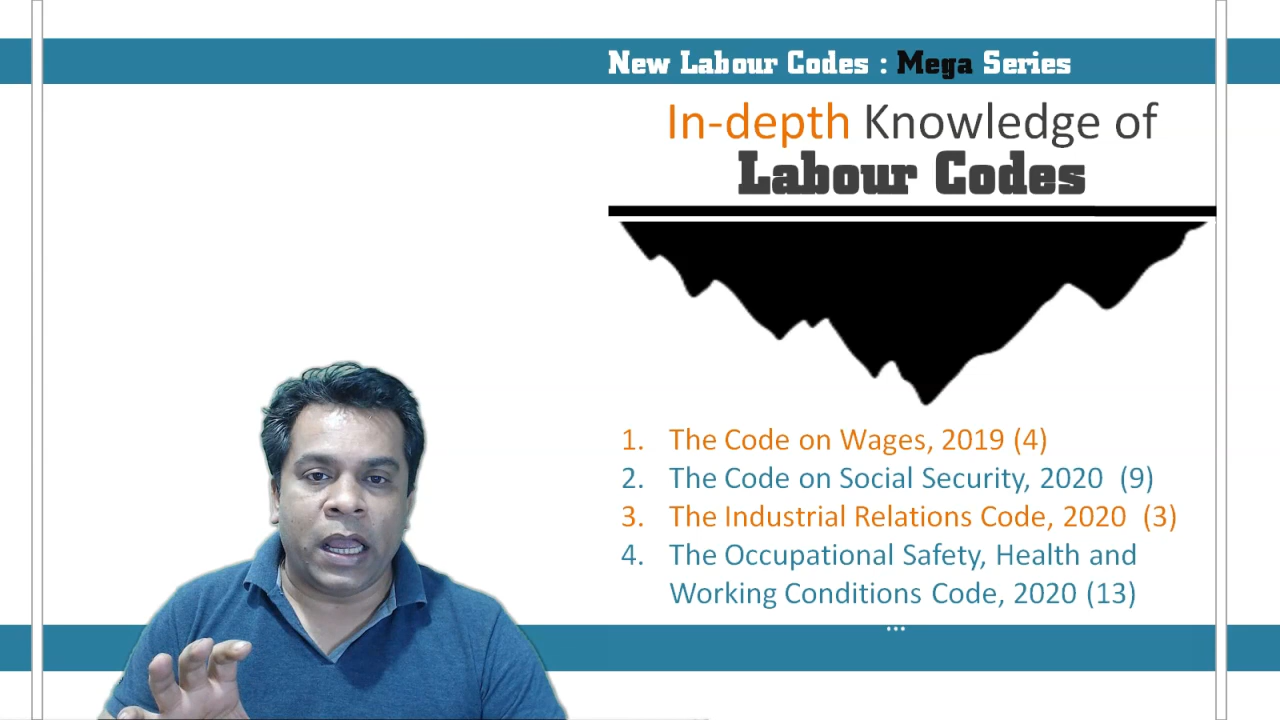 New Labour Codes : Mega Series
In-depth Knowledge of
Labour Codes
1. The Code on Wages, 2019 (4)
2. The Code on Social Security, 2020 (9)
3. The Industrial Relations Code, 2020 (3)
4. The Occupational Safety, Health and
Working Conditions Code, 2020 (13)
...